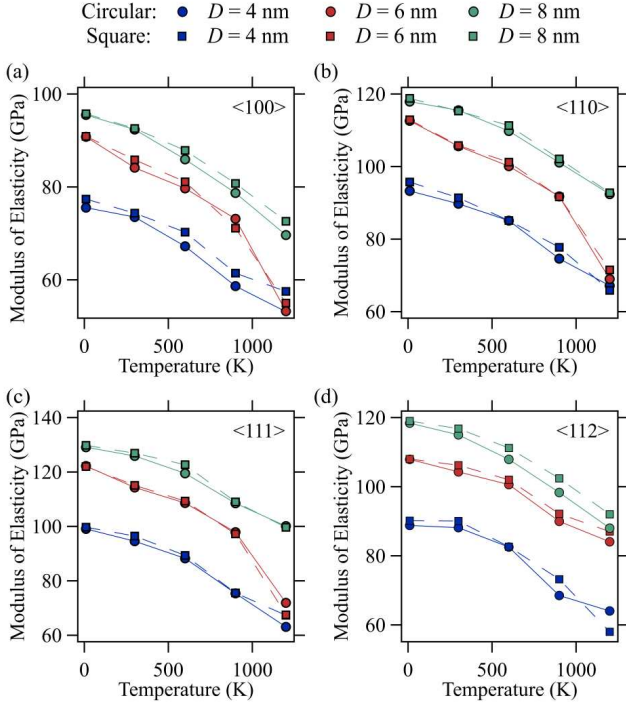 Circular: D = 4 nm D = 6 nm D = 8 nm
Square: D = 4 nm D = 6 nm D = 8 nm
(a) (b)
100 <100> 120 <110>
80 100
60 80
60
Modulus of Elasticity (GPa) Modulus of Elasticity (GPa)
0 500 1000 0 500 1000
Temperature (K) Temperature (K)
(c) (d)
140 <111> 120 <112>
120 100
100 80
80 60
60
Modulus of Elasticity (GPa) Modulus of Elasticity (GPa)
0 500 1000 0 500 1000
Temperature (K) Temperature (K)